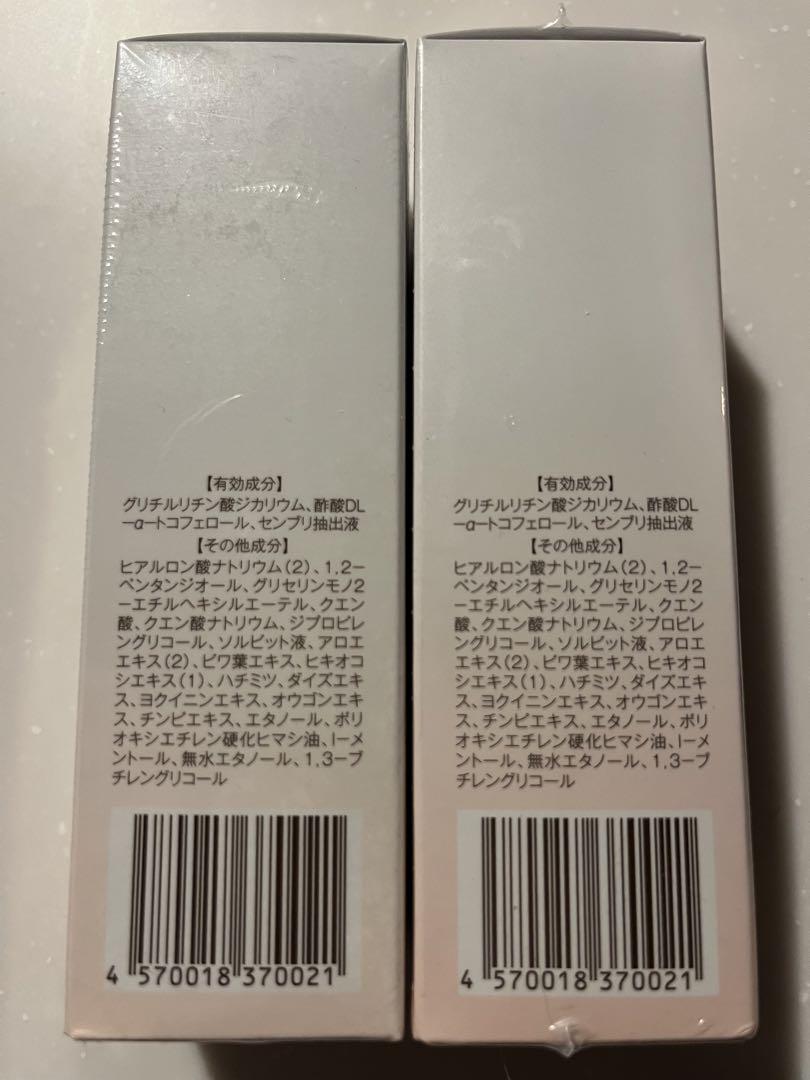 【有効成分】
グリチルリチン酸ジカリウム、酢酸DL
ーαートコフェロール、センブリ抽出液
【その他成分】
ヒアルロン酸ナトリウム(2)、1,2ー
ペンタンジオール、グリセリンモノ2
ーエチルヘキシルエーテル、クエン
酸、クエン酸ナトリウム、ジプロピレ
ングリコール、ソルビット液、アロエ
エキス(2)、ビワ葉エキス、ヒキオコ
シエキス(1)、ハチミツ、ダイズエキ
ス、ヨクイニンエキス、オウゴンエキ
ス、チンピエキス、エタノール、ポリ
オキシエチレン硬化ヒマシ油、lーメ
ントール、無水エタノール、1,3ーブ
チレングリコール
4 570018 370021
【有効成分】
グリチルリチン酸ジカリウム、酢酸DL
ーαートコフェロール、センブリ抽出液
【その他成分】
ヒアルロン酸ナトリウム(2)、1,2ー
ペンタンジオール、グリセリンモノ2
ーエチルヘキシルエーテル、クエン
酸、クエン酸ナトリウム、ジプロピレ
ングリコール、ソルビット液、アロエ
エキス(2)、ビワ葉エキス、ヒキオコ
シエキス(1)、ハチミツ、ダイズエキ
ス、ヨクイニンエキス、オウゴンエキ
ス、チンピエキス、エタノール、ポリ
オキシエチレン硬化ヒマシ油、lーメ
ントール、無水エタノール、1,3ーブ
チレングリコール
4 570018 370021